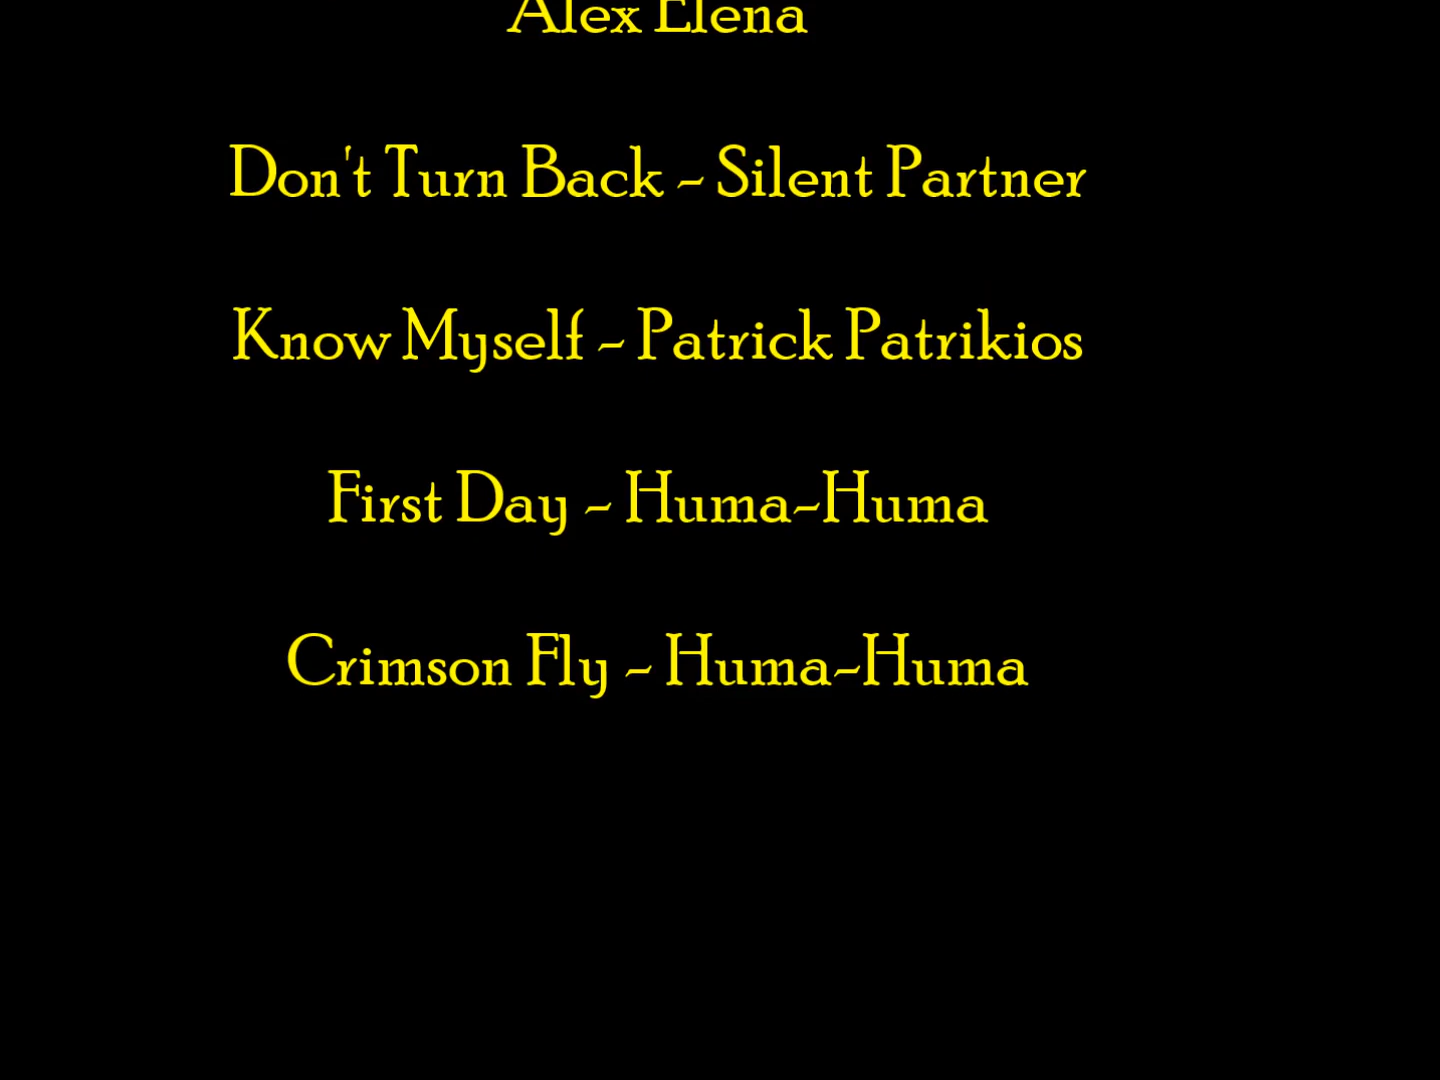 Alex Elena
Don't Turn Back - Silent Partner
Know Myself - Patrick Patrikios
First Day - Huma-Huma
Crimson Fly - Huma-Huma